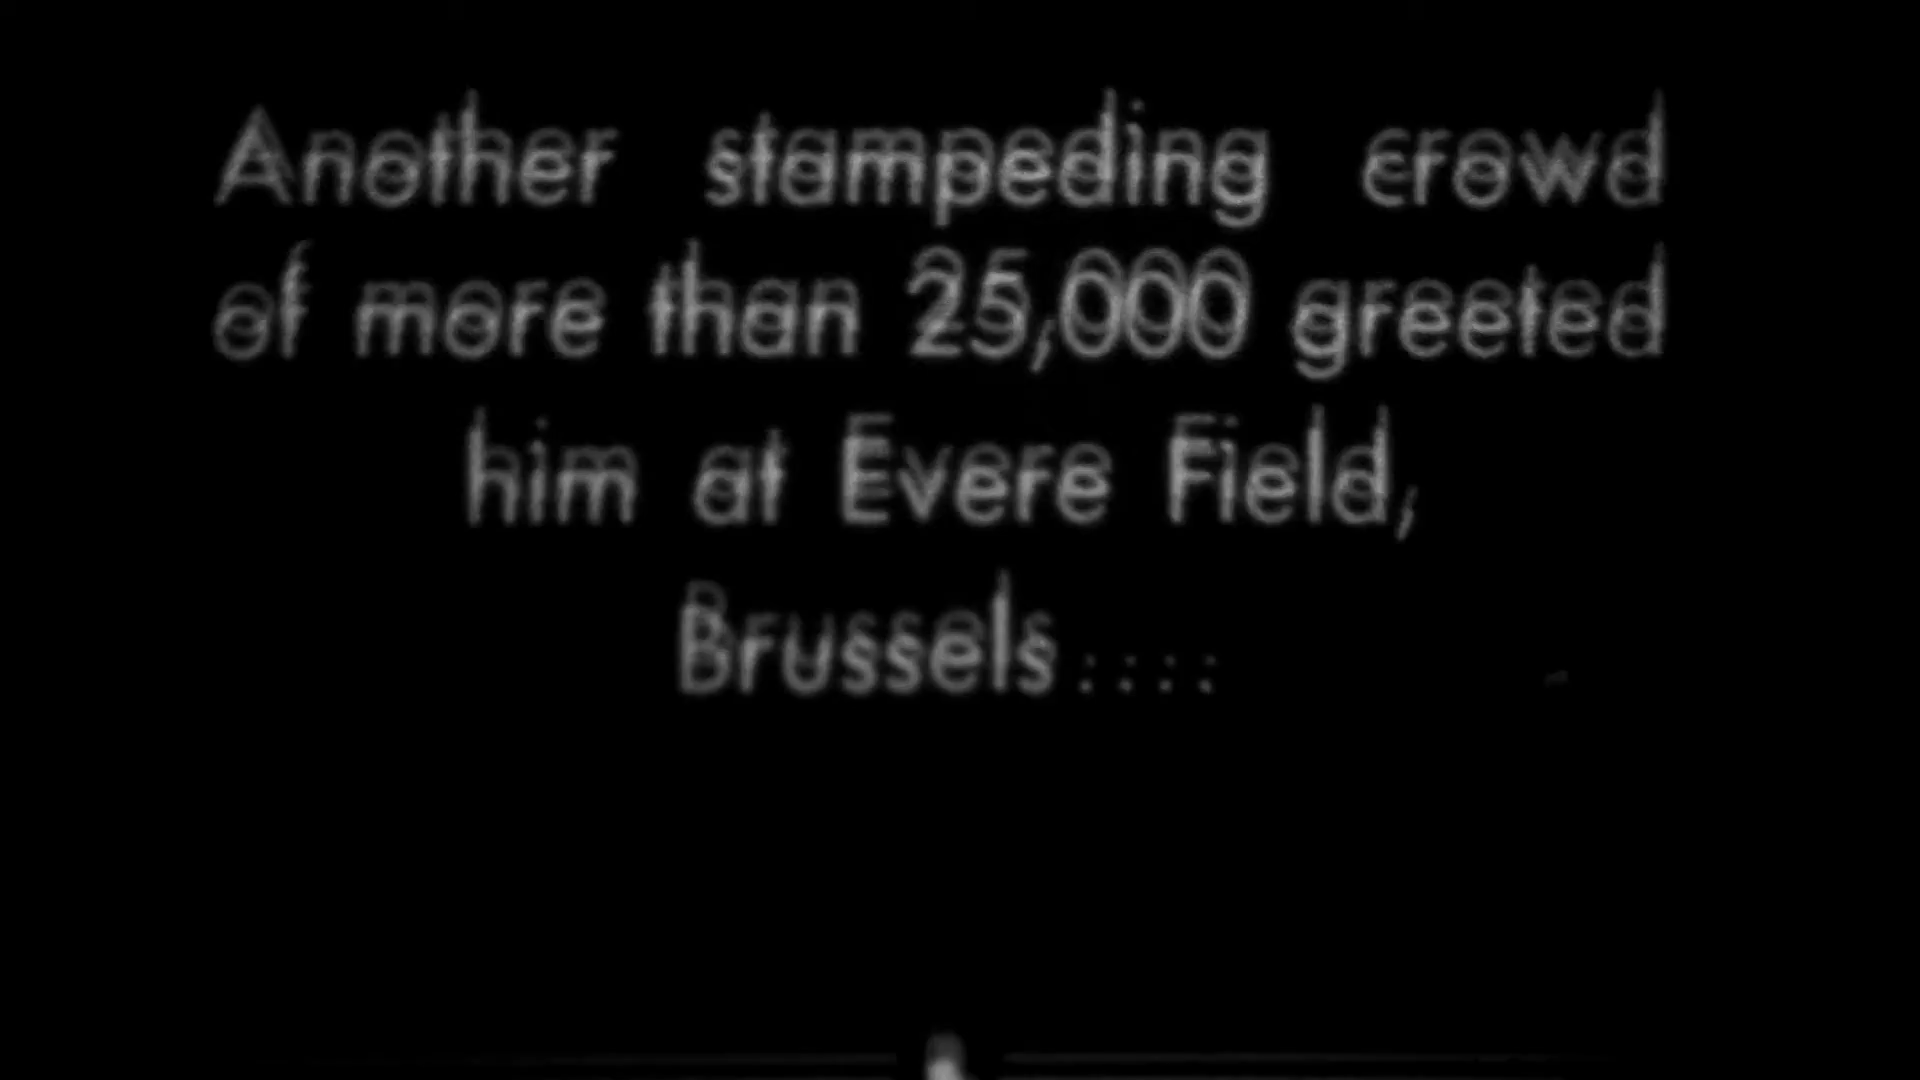 Another stampeding crowd
of more than 25,000 greeted
him at Evere Field,
Brussels....